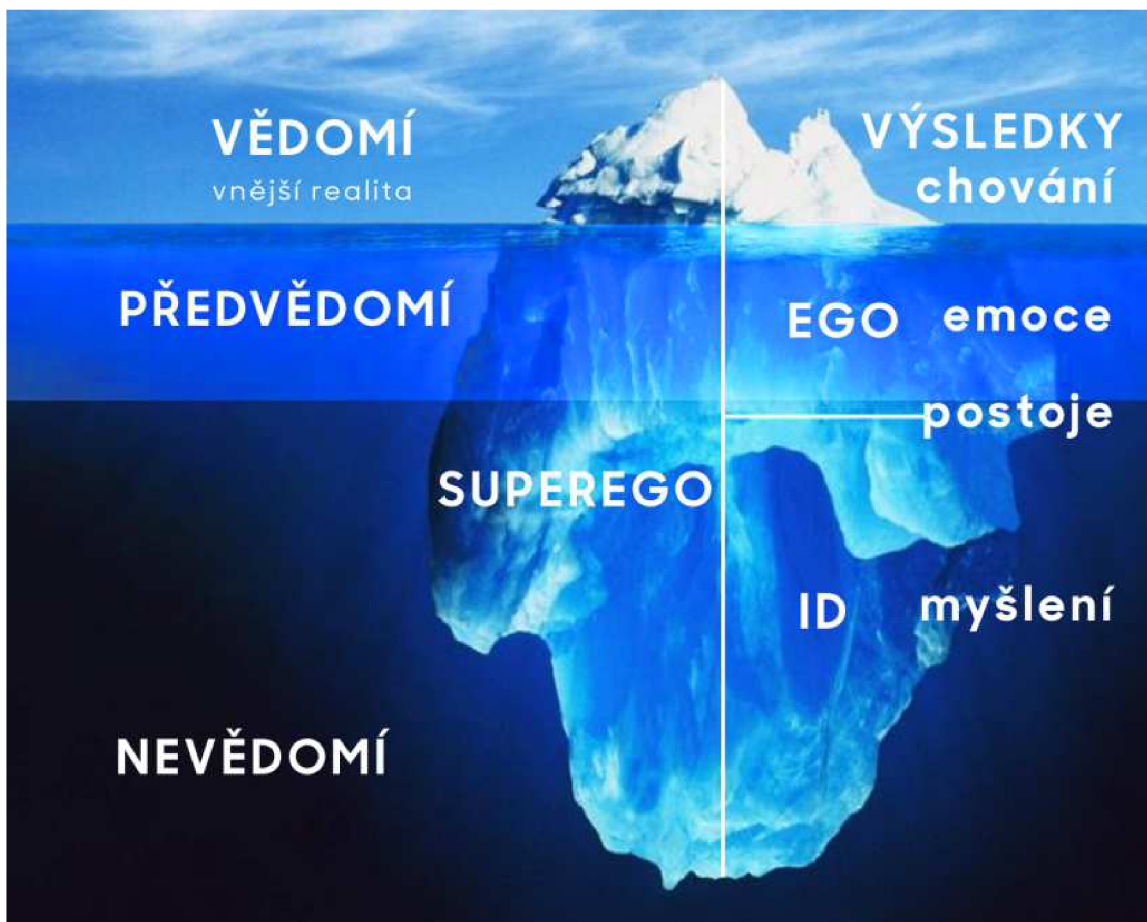 VĚDOMÍ
vnější realita
VÝSLEDKY
chování
PŘEDVĚDOMÍ
EGO emoce
postoje
SUPEREGO
ID myšlení
NEVĚDOMÍ